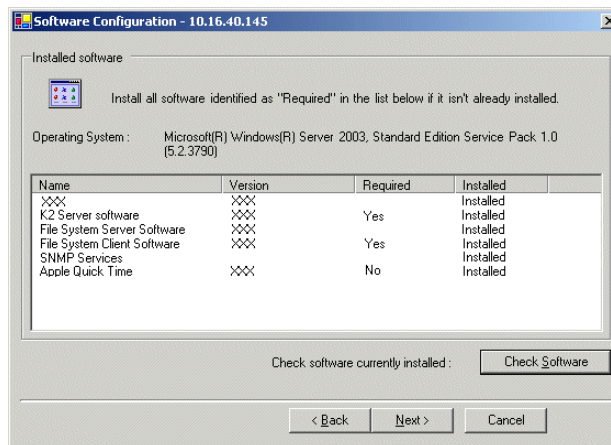 Software Configuration - 10.16.40.145
Installed software
Install all software identified as "Required" in the list below if it isn't already installed.
Operating System : Microsoft(R) Windows(R) Server 2003, Standard Edition Service Pack 1.0
(5.2.3790)
Name Version Required Installed
XXX XXX Installed
K2 Server software XXX Yes Installed
File System Server Software XXX Installed
File System Client Software XXX Yes Installed
SNMP Services Installed
Apple Quick Time XXX No Installed
Check software currently installed : Check Software
< Back Next > Cancel